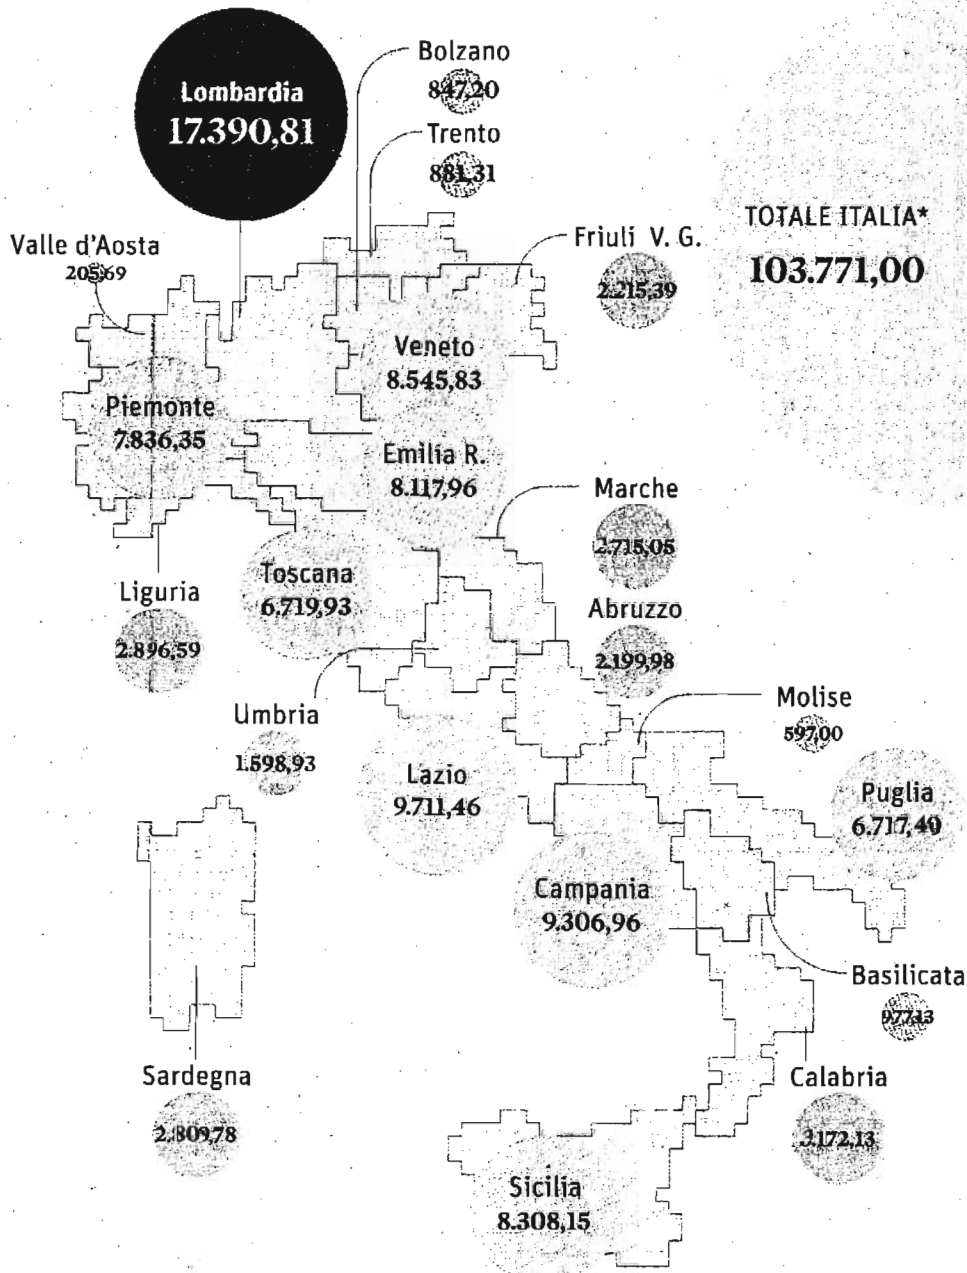 Bolzano
847,20
Lombardia
17.390,81
Trento
881,31
TOTALE ITALIA*
103.771,00
Valle d'Aosta
205,69
Friuli V. G.
2.215,39
Veneto
8.545,83
Piemonte
7.836,35
Emilia R.
8.117,96
Marche
2.715,05
Toscana
6.719,93
Liguria
2.896,59
Abruzzo
2.199,98
Umbria
1.598,93
Molise
597,00
Lazio
9.711,46
Puglia
6.717,40
Campania
9.306,96
Basilicata
977,13
Sardegna
2.809,78
Calabria
3.172,13
Sicilia
8.308,15